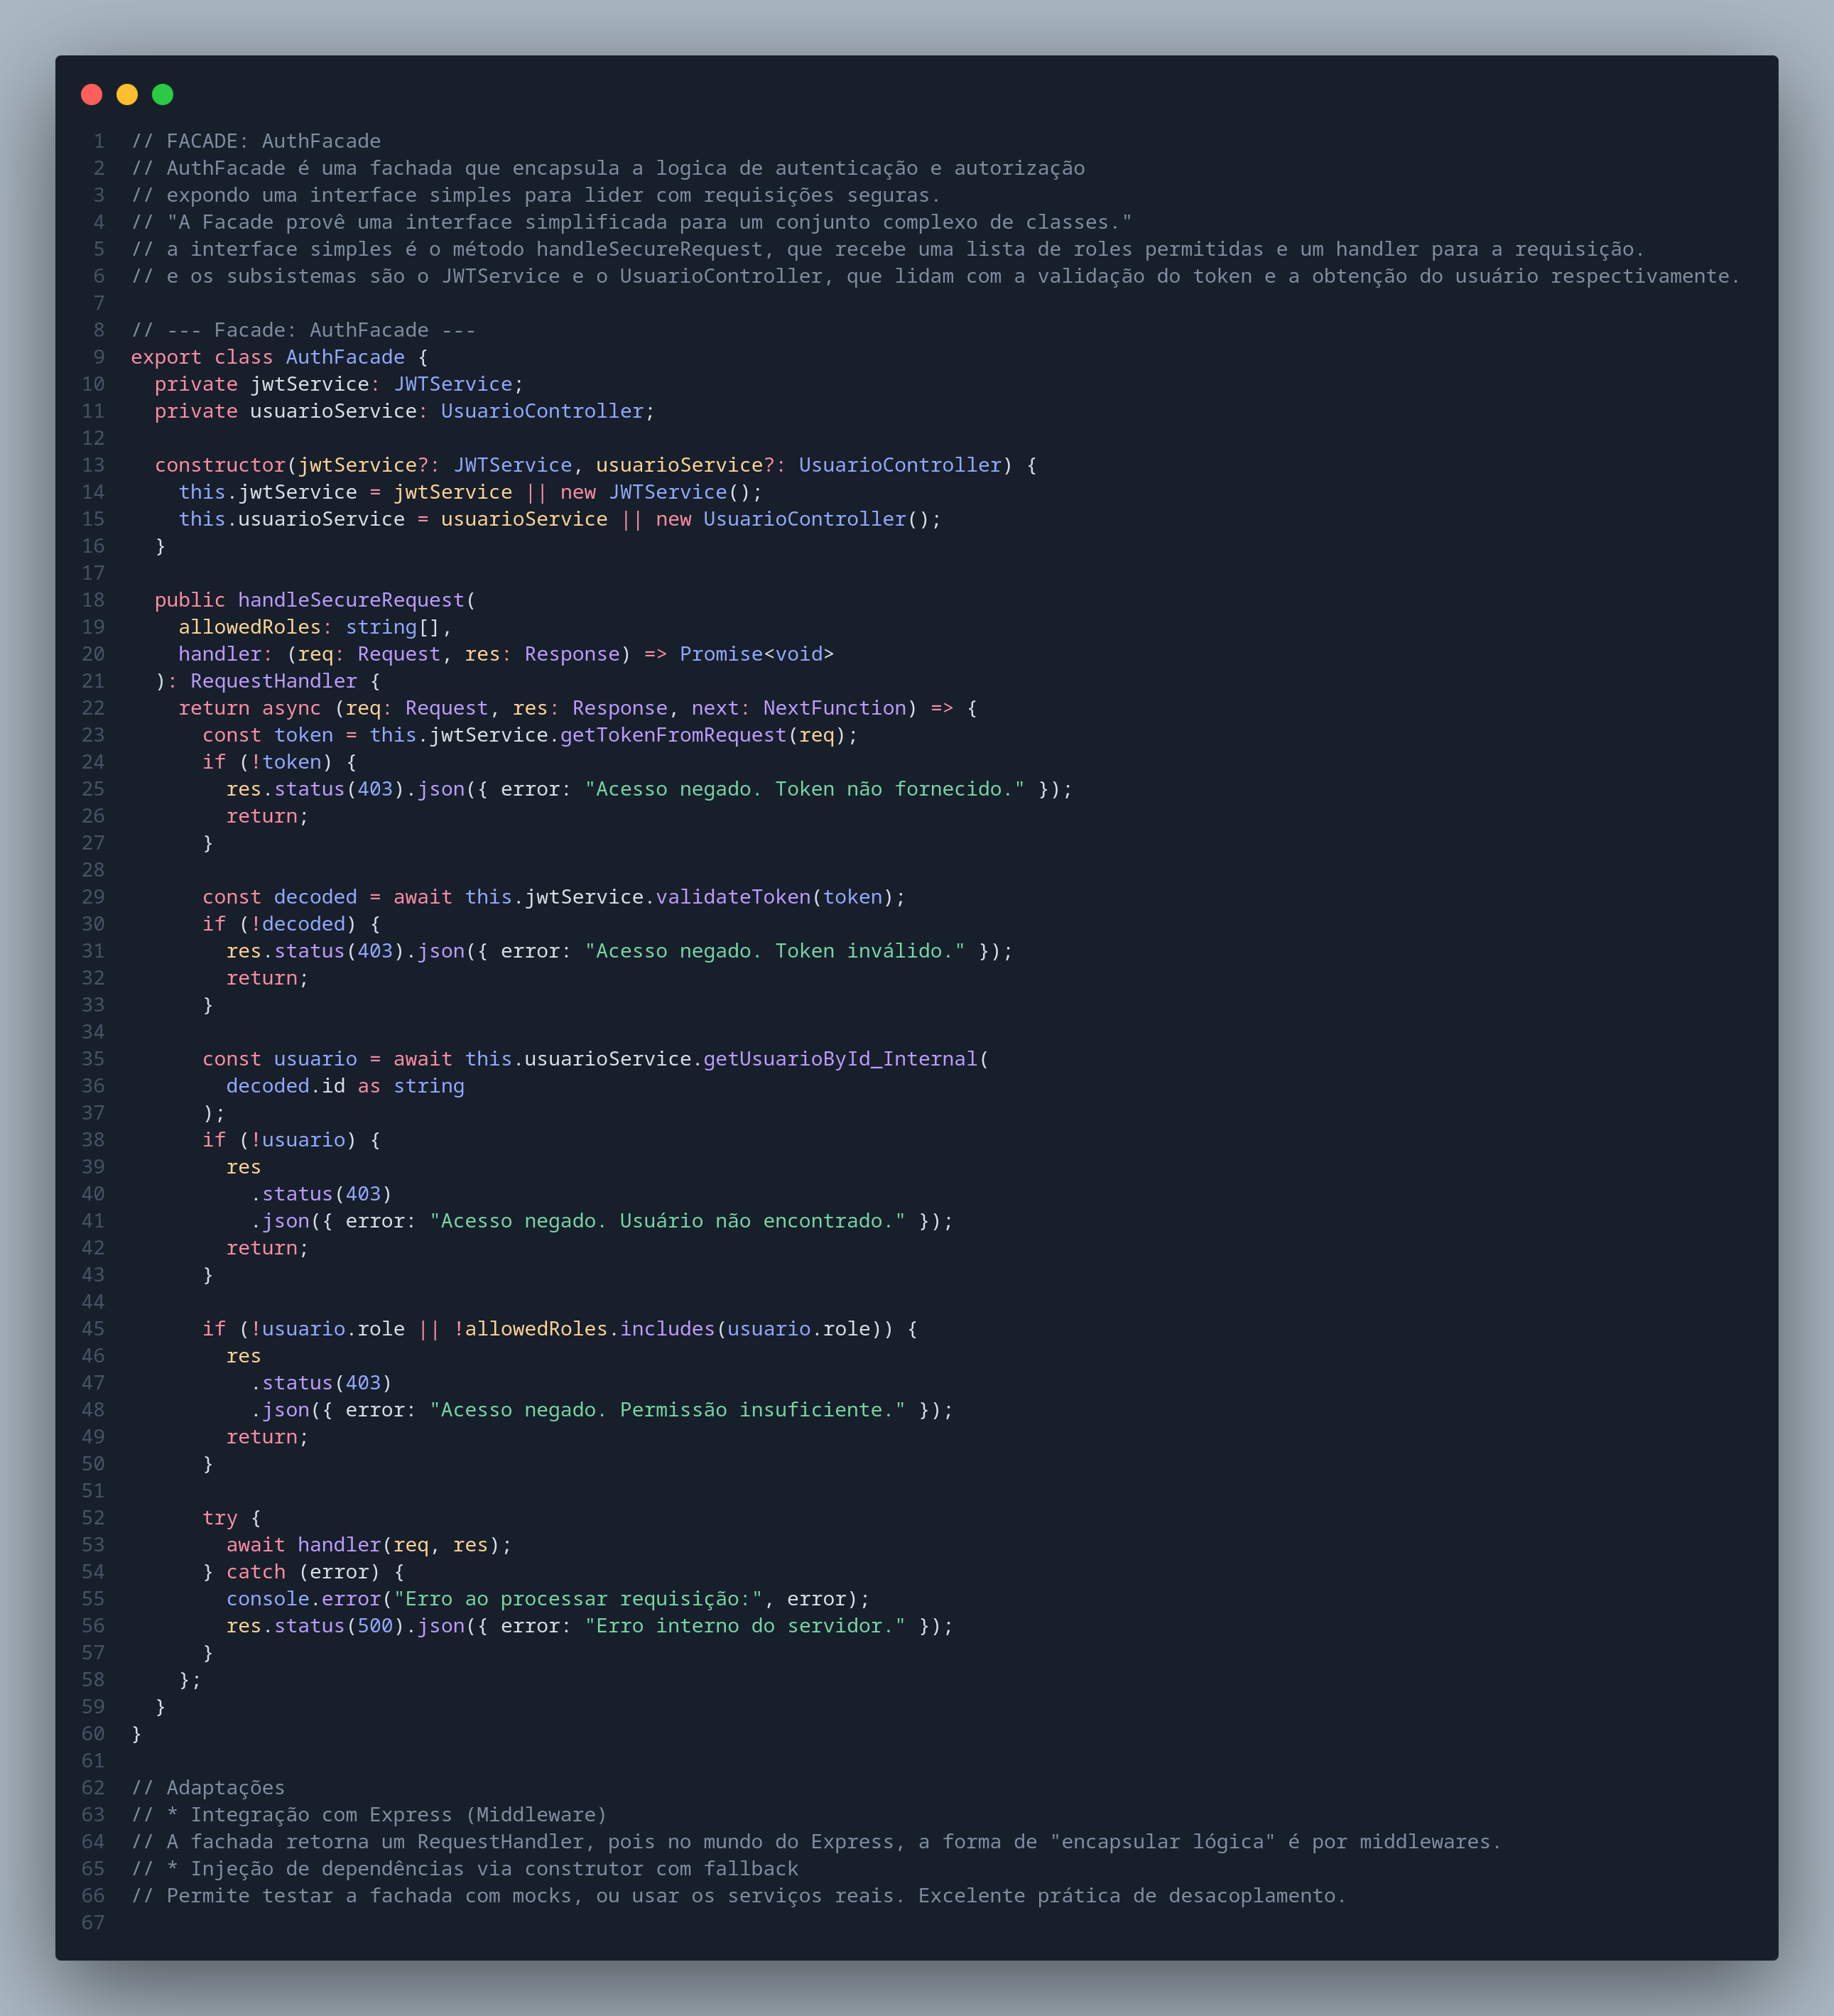 1 // FACADE: AuthFacade
2 // AuthFacade é uma fachada que encapsula a logica de autenticação e autorização
3 // expondo uma interface simples para lider com requisições seguras.
4 // "A Facade provê uma interface simplificada para um conjunto complexo de classes."
5 // a interface simples é o método handleSecureRequest, que recebe uma lista de roles permitidas e um handler para a requisição.
6 // e os subsistemas são o JWTService e o UsuarioController, que lidam com a validação do token e a obtenção do usuário respectivamente.
7
8 // --- Facade: AuthFacade ---
9 export class AuthFacade {
10   private jwtService: JWTService;
11   private usuarioService: UsuarioController;
12
13   constructor(jwtService?: JWTService, usuarioService?: UsuarioController) {
14     this.jwtService = jwtService || new JWTService();
15     this.usuarioService = usuarioService || new UsuarioController();
16   }
17
18   public handleSecureRequest(
19     allowedRoles: string[],
20     handler: (req: Request, res: Response) => Promise<void>
21   ): RequestHandler {
22     return async (req: Request, res: Response, next: NextFunction) => {
23       const token = this.jwtService.getTokenFromRequest(req);
24       if (!token) {
25         res.status(403).json({ error: "Acesso negado. Token não fornecido." });
26         return;
27       }
28
29       const decoded = await this.jwtService.validateToken(token);
30       if (!decoded) {
31         res.status(403).json({ error: "Acesso negado. Token inválido." });
32         return;
33       }
34
35       const usuario = await this.usuarioService.getUsuarioById_Internal(
36         decoded.id as string
37       );
38       if (!usuario) {
39         res
40           .status(403)
41           .json({ error: "Acesso negado. Usuário não encontrado." });
42         return;
43       }
44
45       if (!usuario.role || !allowedRoles.includes(usuario.role)) {
46         res
47           .status(403)
48           .json({ error: "Acesso negado. Permissão insuficiente." });
49         return;
50       }
51
52       try {
53         await handler(req, res);
54       } catch (error) {
55         console.error("Erro ao processar requisição:", error);
56         res.status(500).json({ error: "Erro interno do servidor." });
57       }
58     };
59   }
60 }
61
62 // Adaptações
63 // * Integração com Express (Middleware)
64 // A fachada retorna um RequestHandler, pois no mundo do Express, a forma de "encapsular lógica" é por middlewares.
65 // * Injeção de dependências via construtor com fallback
66 // Permite testar a fachada com mocks, ou usar os serviços reais. Excelente prática de desacoplamento.
67